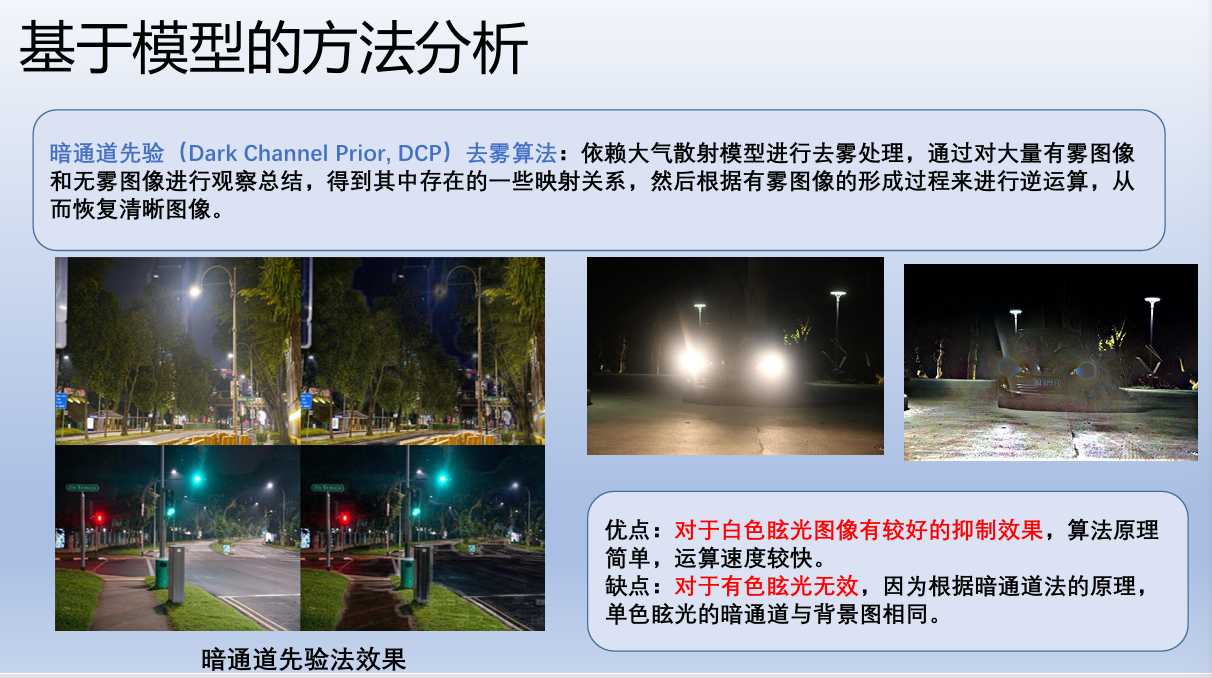 基于模型的方法分析
暗通道先验（Dark Channel Prior, DCP）去雾算法：依赖大气散射模型进行去雾处理，通过对大量有雾图像
和无雾图像进行观察总结，得到其中存在的一些映射关系，然后根据有雾图像的形成过程来进行逆运算，从
而恢复清晰图像。
优点：对于白色眩光图像有较好的抑制效果，算法原理
简单，运算速度较快。
缺点：对于有色眩光无效，因为根据暗通道法的原理，
单色眩光的暗通道与背景图相同。
暗通道先验法效果